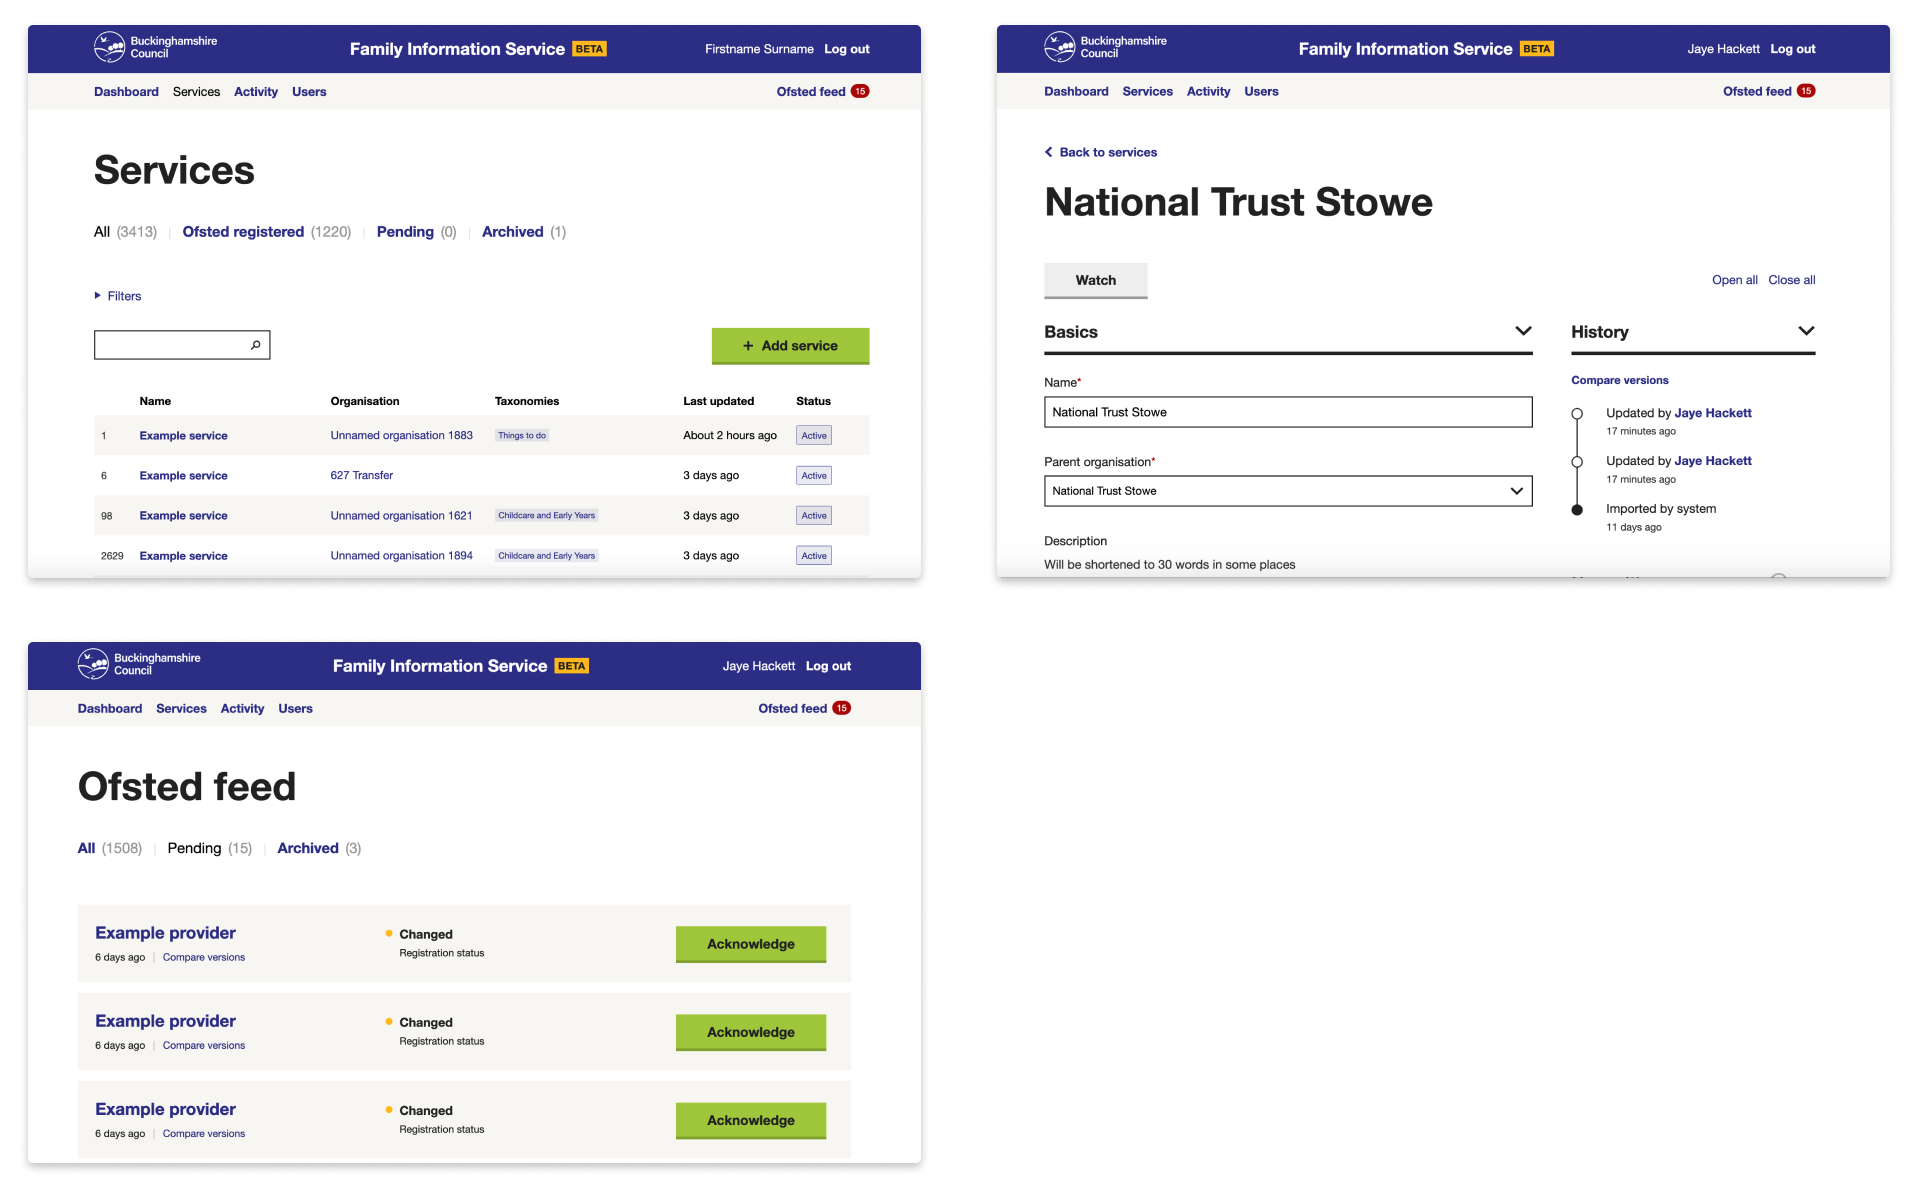 Buckinghamshire
Council
Family Information Service BETA
Firstname Surname Log out
Dashboard Services Activity Users
Ofsted feed 15
Services
All (3413) | Ofsted registered (1220) | Pending (0) | Archived (1)
Filters
+ Add service
Name Organisation Taxonomies Last updated Status
1 Example service Unnamed organisation 1883 Things to do About 2 hours ago Active
6 Example service 627 Transfer 3 days ago Active
98 Example service Unnamed organisation 1621 Childcare and Early Years 3 days ago Active
2629 Example service Unnamed organisation 1894 Childcare and Early Years 3 days ago Active
Buckinghamshire
Council
Family Information Service BETA
Jaye Hackett Log out
Dashboard Services Activity Users
Ofsted feed 15
Back to services
National Trust Stowe
Watch
Open all Close all
Basics
Name*
National Trust Stowe
Parent organisation*
National Trust Stowe
Description
Will be shortened to 30 words in some places
History
Compare versions
Updated by Jaye Hackett
17 minutes ago
Updated by Jaye Hackett
17 minutes ago
Imported by system
11 days ago
Buckinghamshire
Council
Family Information Service BETA
Jaye Hackett Log out
Dashboard Services Activity Users
Ofsted feed 15
Ofsted feed
All (1508) | Pending (15) | Archived (3)
Example provider
6 days ago | Compare versions
Changed
Registration status
Acknowledge
Example provider
6 days ago | Compare versions
Changed
Registration status
Acknowledge
Example provider
6 days ago | Compare versions
Changed
Registration status
Acknowledge